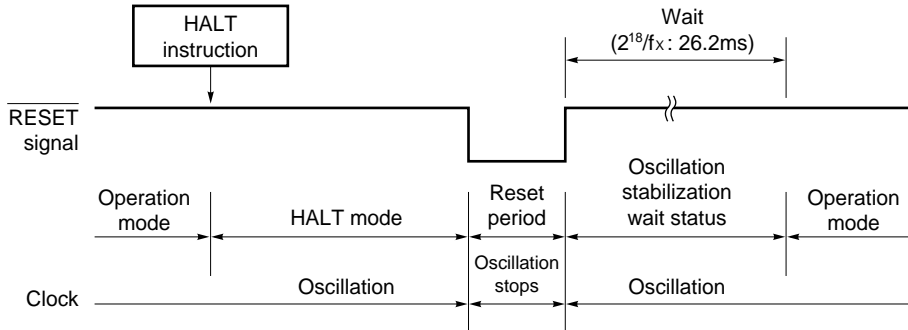 HALT
instruction
Wait
(2¹⁸/fx : 26.2ms)
RESET
signal
Operation
mode
HALT mode
Reset
period
Oscillation
stabilization
wait status
Operation
mode
Clock
Oscillation
Oscillation
stops
Oscillation